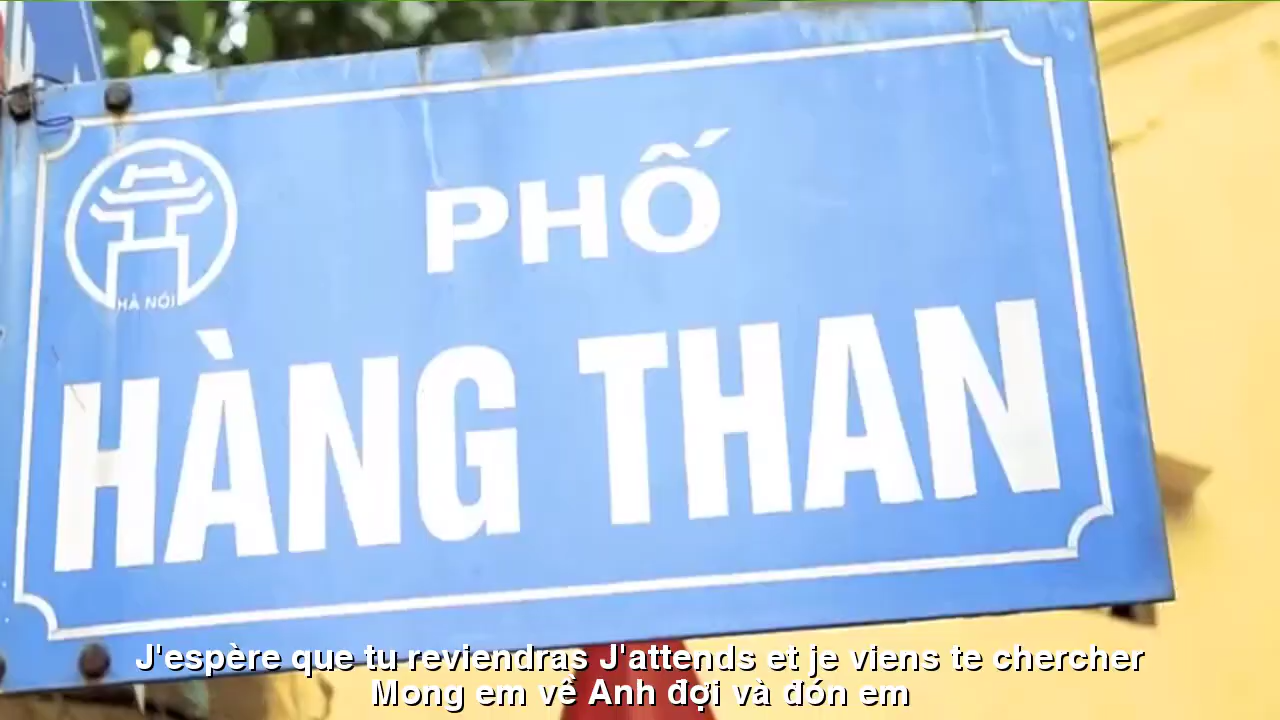 HÀ NỘI
PHỐ
HÀNG THAN
J'espère que tu reviendras J'attends et je viens te chercher
Mong em về Anh đợi và đón em